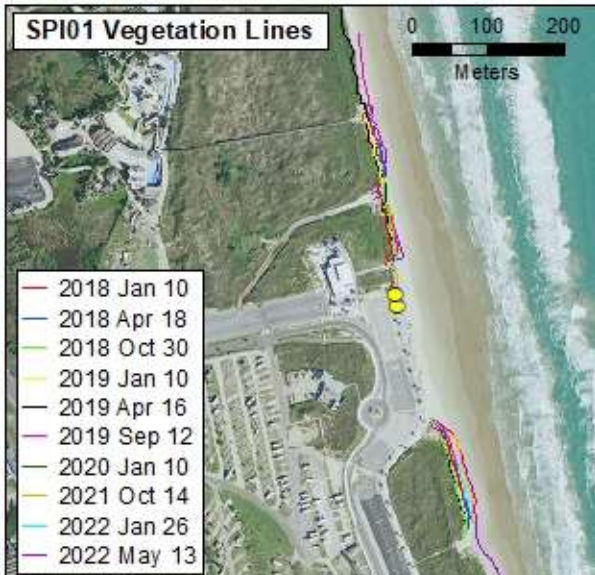 SPI01 Vegetation Lines
0 100 200
Meters
2018 Jan 10
2018 Apr 18
2018 Oct 30
2019 Jan 10
2019 Apr 16
2019 Sep 12
2020 Jan 10
2021 Oct 14
2022 Jan 26
2022 May 13